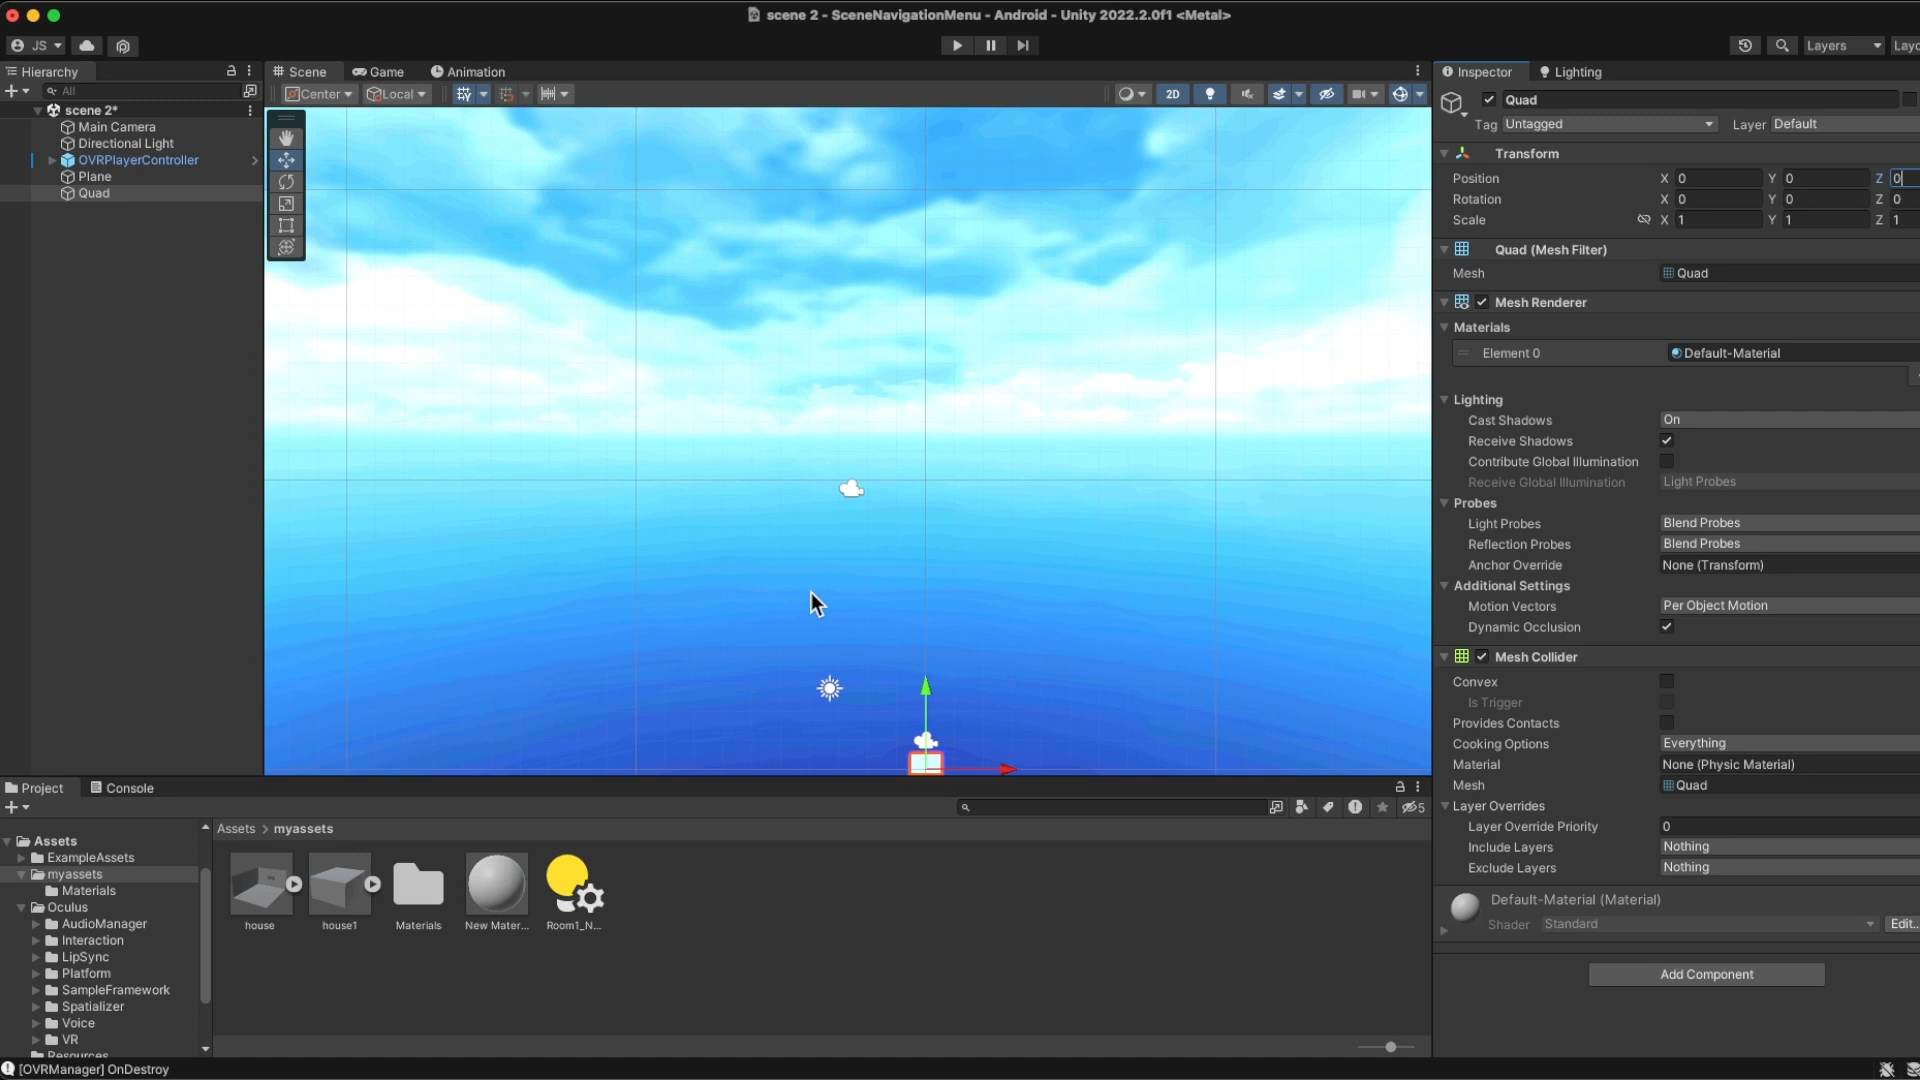 scene 2 - SceneNavigationMenu - Android - Unity 2022.2.0f1 <Metal>
JS
Layers
Layo
Hierarchy
Scene
Game
Animation
Inspector
Lighting
All
Center
Local
2D
scene 2*
Main Camera
Directional Light
OVRPlayerController
Plane
Quad
Quad
Tag Untagged
Layer Default
Transform
Position X 0 Y 0 Z 0
Rotation X 0 Y 0 Z 0
Scale X 1 Y 1 Z 1
Quad (Mesh Filter)
Mesh Quad
Mesh Renderer
Materials
Element 0 Default-Material
Lighting
Cast Shadows On
Receive Shadows
Contribute Global Illumination
Receive Global Illumination Light Probes
Probes
Light Probes Blend Probes
Reflection Probes Blend Probes
Anchor Override None (Transform)
Additional Settings
Motion Vectors Per Object Motion
Dynamic Occlusion
Mesh Collider
Convex
Is Trigger
Provides Contacts
Cooking Options Everything
Material None (Physic Material)
Mesh Quad
Layer Overrides
Layer Override Priority 0
Include Layers Nothing
Exclude Layers Nothing
Default-Material (Material)
Shader Standard Edit..
Add Component
Project
Console
5
Assets > myassets
Assets
ExampleAssets
myassets
Materials
Oculus
AudioManager
Interaction
LipSync
Platform
SampleFramework
Spatializer
Voice
VR
Resources
house
house1
Materials
New Mater...
Room1_N...
[OVRManager] OnDestroy